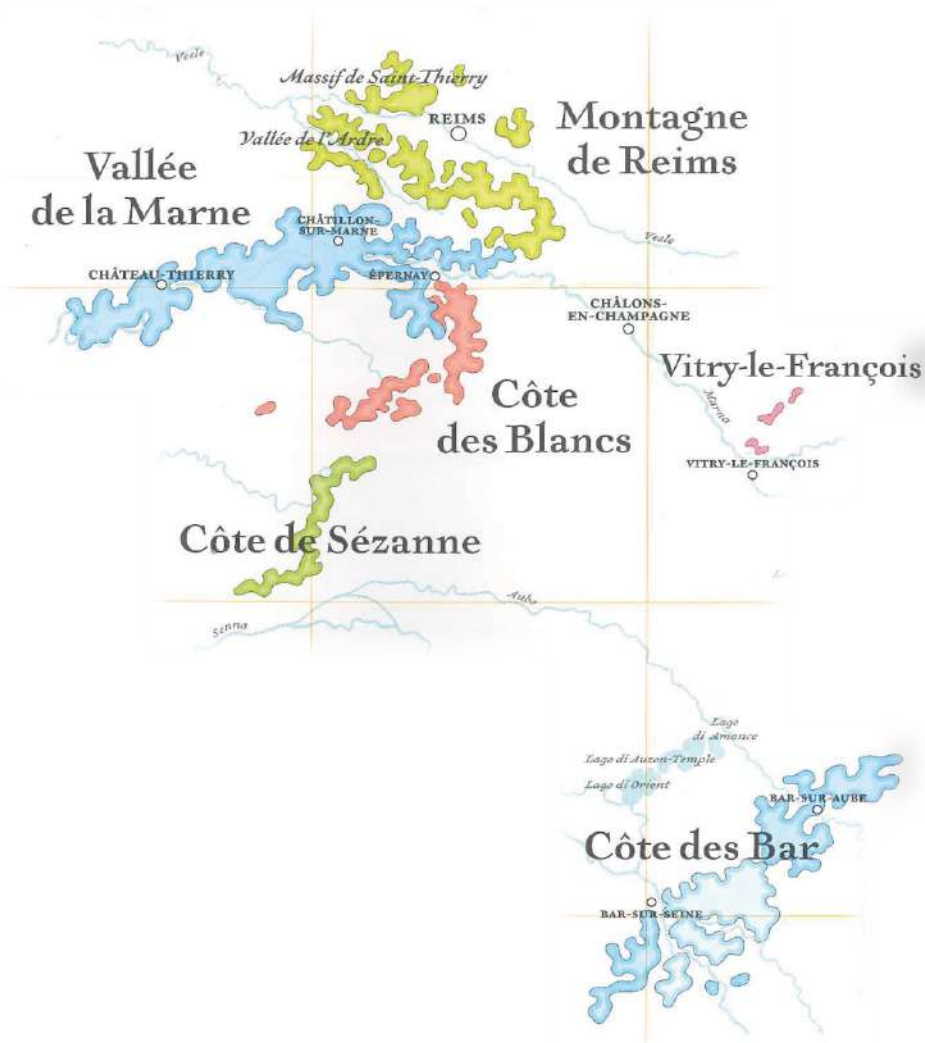 Vesle
Massif de Saint-Thierry
REIMS
Montagne
de Reims
Vallée de l'Ardre
Vallée
de la Marne
CHÂTILLON-
SUR-MARNE
Vesle
CHÂTEAU-THIERRY
ÉPERNAY
CHÂLONS
EN-CHAMPAGNE
Vitry-le-François
Marna
Côte
des Blancs
VITRY-LE-FRANÇOIS
Côte de Sézanne
Aube
Senna
Lago
di Amance
Lago di Auzon-Temple
Lago di Orient
BAR-SUR-AUBE
Côte des Bar
BAR-SUR-SEINE